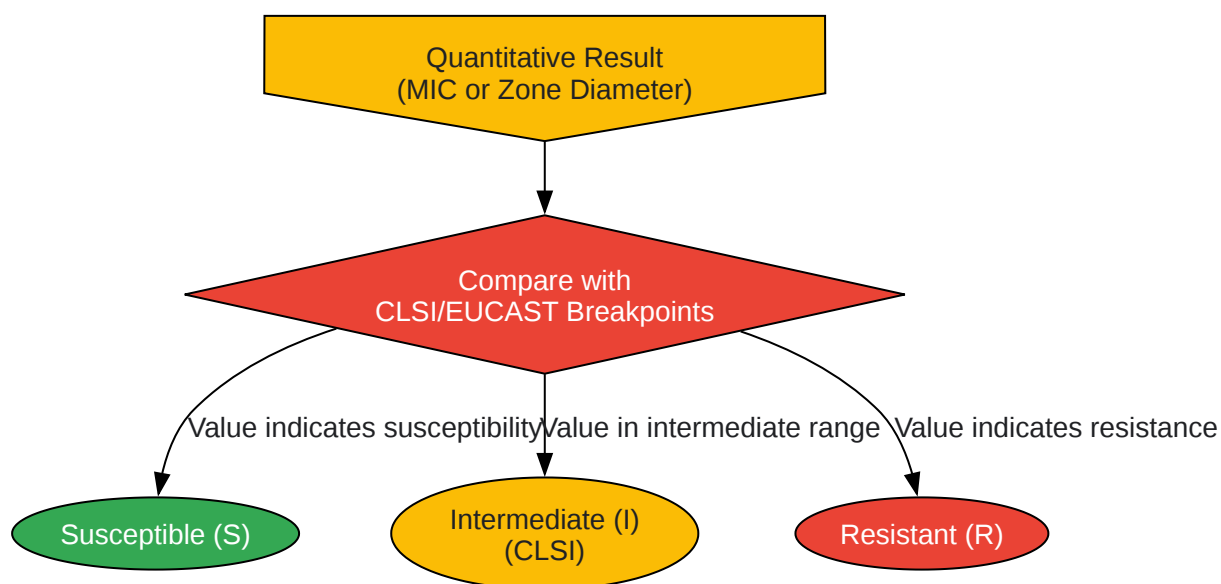 Quantitative Result
(MIC or Zone Diameter)
Compare with
CLSI/EUCAST Breakpoints
Value indicates susceptibility
Value in intermediate range
Value indicates resistance
Susceptible (S)
Intermediate (I)
(CLSI)
Resistant (R)